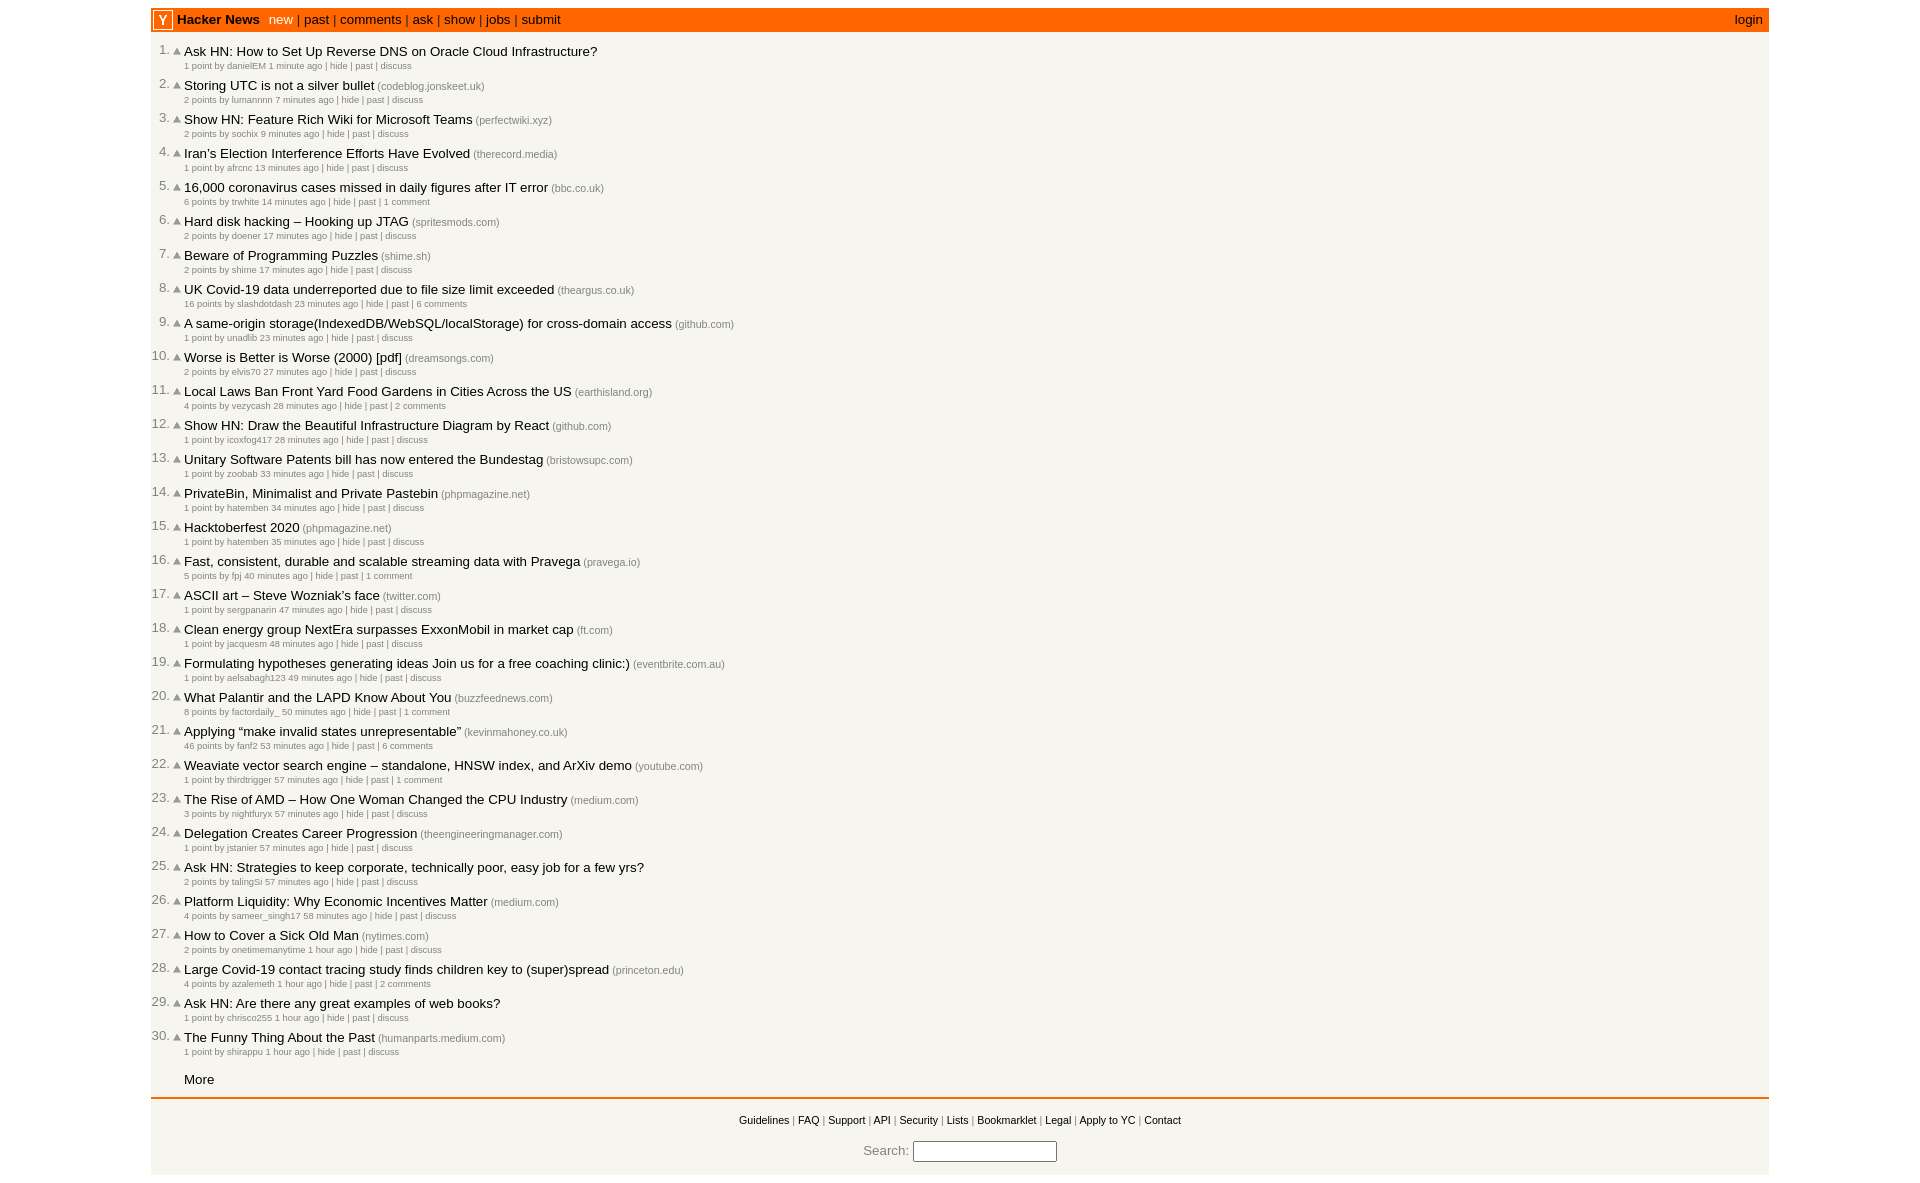 Y Hacker News new | past | comments | ask | show | jobs | submit login
1. Ask HN: How to Set Up Reverse DNS on Oracle Cloud Infrastructure?
1 point by danielEM 1 minute ago | hide | past | discuss
2. Storing UTC is not a silver bullet (codeblog.jonskeet.uk)
2 points by lumannnn 7 minutes ago | hide | past | discuss
3. Show HN: Feature Rich Wiki for Microsoft Teams (perfectwiki.xyz)
2 points by sochix 9 minutes ago | hide | past | discuss
4. Iran’s Election Interference Efforts Have Evolved (therecord.media)
1 point by afrcnc 13 minutes ago | hide | past | discuss
5. 16,000 coronavirus cases missed in daily figures after IT error (bbc.co.uk)
6 points by trwhite 14 minutes ago | hide | past | 1 comment
6. Hard disk hacking – Hooking up JTAG (spritesmods.com)
2 points by doener 17 minutes ago | hide | past | discuss
7. Beware of Programming Puzzles (shime.sh)
2 points by shime 17 minutes ago | hide | past | discuss
8. UK Covid-19 data underreported due to file size limit exceeded (theargus.co.uk)
16 points by slashdotdash 23 minutes ago | hide | past | 6 comments
9. A same-origin storage(IndexedDB/WebSQL/localStorage) for cross-domain access (github.com)
1 point by unadlib 23 minutes ago | hide | past | discuss
10. Worse is Better is Worse (2000) [pdf] (dreamsongs.com)
2 points by elvis70 27 minutes ago | hide | past | discuss
11. Local Laws Ban Front Yard Food Gardens in Cities Across the US (earthisland.org)
4 points by vezycash 28 minutes ago | hide | past | 2 comments
12. Show HN: Draw the Beautiful Infrastructure Diagram by React (github.com)
1 point by icoxfog417 28 minutes ago | hide | past | discuss
13. Unitary Software Patents bill has now entered the Bundestag (bristowsupc.com)
1 point by zoobab 33 minutes ago | hide | past | discuss
14. PrivateBin, Minimalist and Private Pastebin (phpmagazine.net)
1 point by hatemben 34 minutes ago | hide | past | discuss
15. Hacktoberfest 2020 (phpmagazine.net)
1 point by hatemben 35 minutes ago | hide | past | discuss
16. Fast, consistent, durable and scalable streaming data with Pravega (pravega.io)
5 points by fpj 40 minutes ago | hide | past | 1 comment
17. ASCII art – Steve Wozniak’s face (twitter.com)
1 point by sergpanarin 47 minutes ago | hide | past | discuss
18. Clean energy group NextEra surpasses ExxonMobil in market cap (ft.com)
1 point by jacquesm 48 minutes ago | hide | past | discuss
19. Formulating hypotheses generating ideas Join us for a free coaching clinic:) (eventbrite.com.au)
1 point by aelsabagh123 49 minutes ago | hide | past | discuss
20. What Palantir and the LAPD Know About You (buzzfeednews.com)
8 points by factordaily_ 50 minutes ago | hide | past | 1 comment
21. Applying “make invalid states unrepresentable” (kevinmahoney.co.uk)
46 points by fanf2 53 minutes ago | hide | past | 6 comments
22. Weaviate vector search engine – standalone, HNSW index, and ArXiv demo (youtube.com)
1 point by thirdtrigger 57 minutes ago | hide | past | 1 comment
23. The Rise of AMD – How One Woman Changed the CPU Industry (medium.com)
3 points by nightfuryx 57 minutes ago | hide | past | discuss
24. Delegation Creates Career Progression (theengineeringmanager.com)
1 point by jstanier 57 minutes ago | hide | past | discuss
25. Ask HN: Strategies to keep corporate, technically poor, easy job for a few yrs?
2 points by talingSi 57 minutes ago | hide | past | discuss
26. Platform Liquidity: Why Economic Incentives Matter (medium.com)
4 points by sameer_singh17 58 minutes ago | hide | past | discuss
27. How to Cover a Sick Old Man (nytimes.com)
2 points by onetimemanytime 1 hour ago | hide | past | discuss
28. Large Covid-19 contact tracing study finds children key to (super)spread (princeton.edu)
4 points by azalemeth 1 hour ago | hide | past | 2 comments
29. Ask HN: Are there any great examples of web books?
1 point by chrisco255 1 hour ago | hide | past | discuss
30. The Funny Thing About the Past (humanparts.medium.com)
1 point by shirappu 1 hour ago | hide | past | discuss
More
Guidelines | FAQ | Support | API | Security | Lists | Bookmarklet | Legal | Apply to YC | Contact
Search: